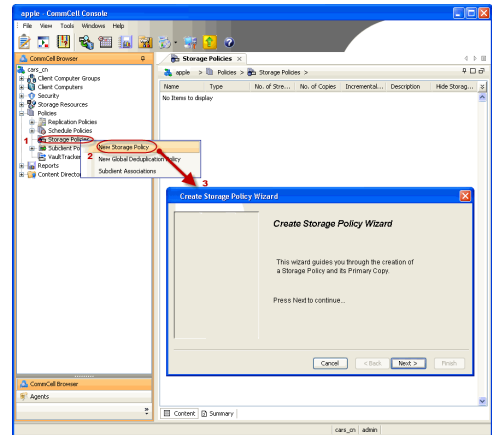 apple - CommCell Console
File View Tools Windows Help
CommCell Browser
Storage Policies
cars_cn
Client Computer Groups
Client Computers
Security
Storage Resources
Policies
Replication Policies
Schedule Policies
1 Storage Policies
Subclient Po
VaultTracker
Reports
Content Director
apple > Policies > Storage Policies >
Name Type No. of Stre... No. of Copies Incremental... Description Hide Storag...
No Items to display
New Storage Policy
2 New Global Deduplication Policy
Subclient Associations
3
Create Storage Policy Wizard
Create Storage Policy Wizard
This wizard guides you through the creation of
a Storage Policy and its Primary Copy.
Press Next to continue...
Cancel < Back Next > Finish
CommCell Browser
Agents
Content Summary
cars_cn admin